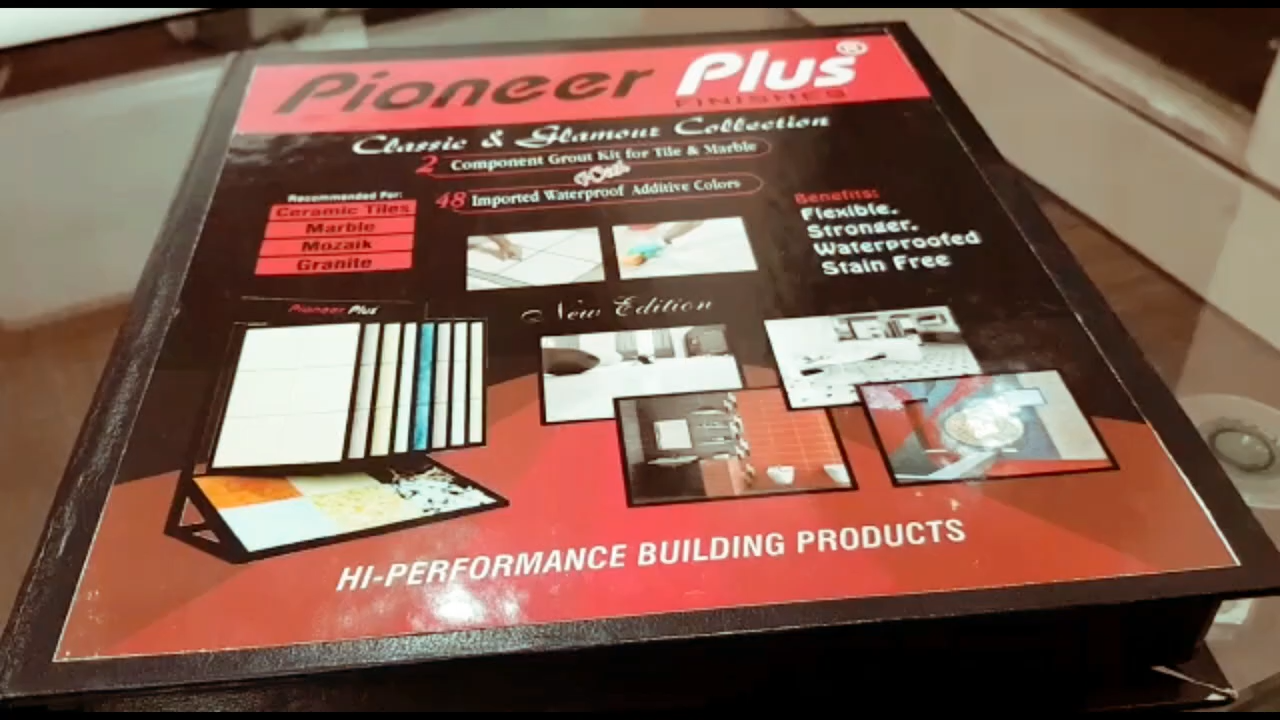 Pioneer Plus®
FINISHES
Classic & Glamour Collection
2 Component Grout Kit for Tile & Marble
48 Imported Waterproof Additive Colors
Recommended For:
Ceramic Tiles
Marble
Mozaik
Granite
Benefits:
Flexible.
Stronger.
Waterproofed
Stain Free
New Edition
Pioneer Plus
HI-PERFORMANCE BUILDING PRODUCTS